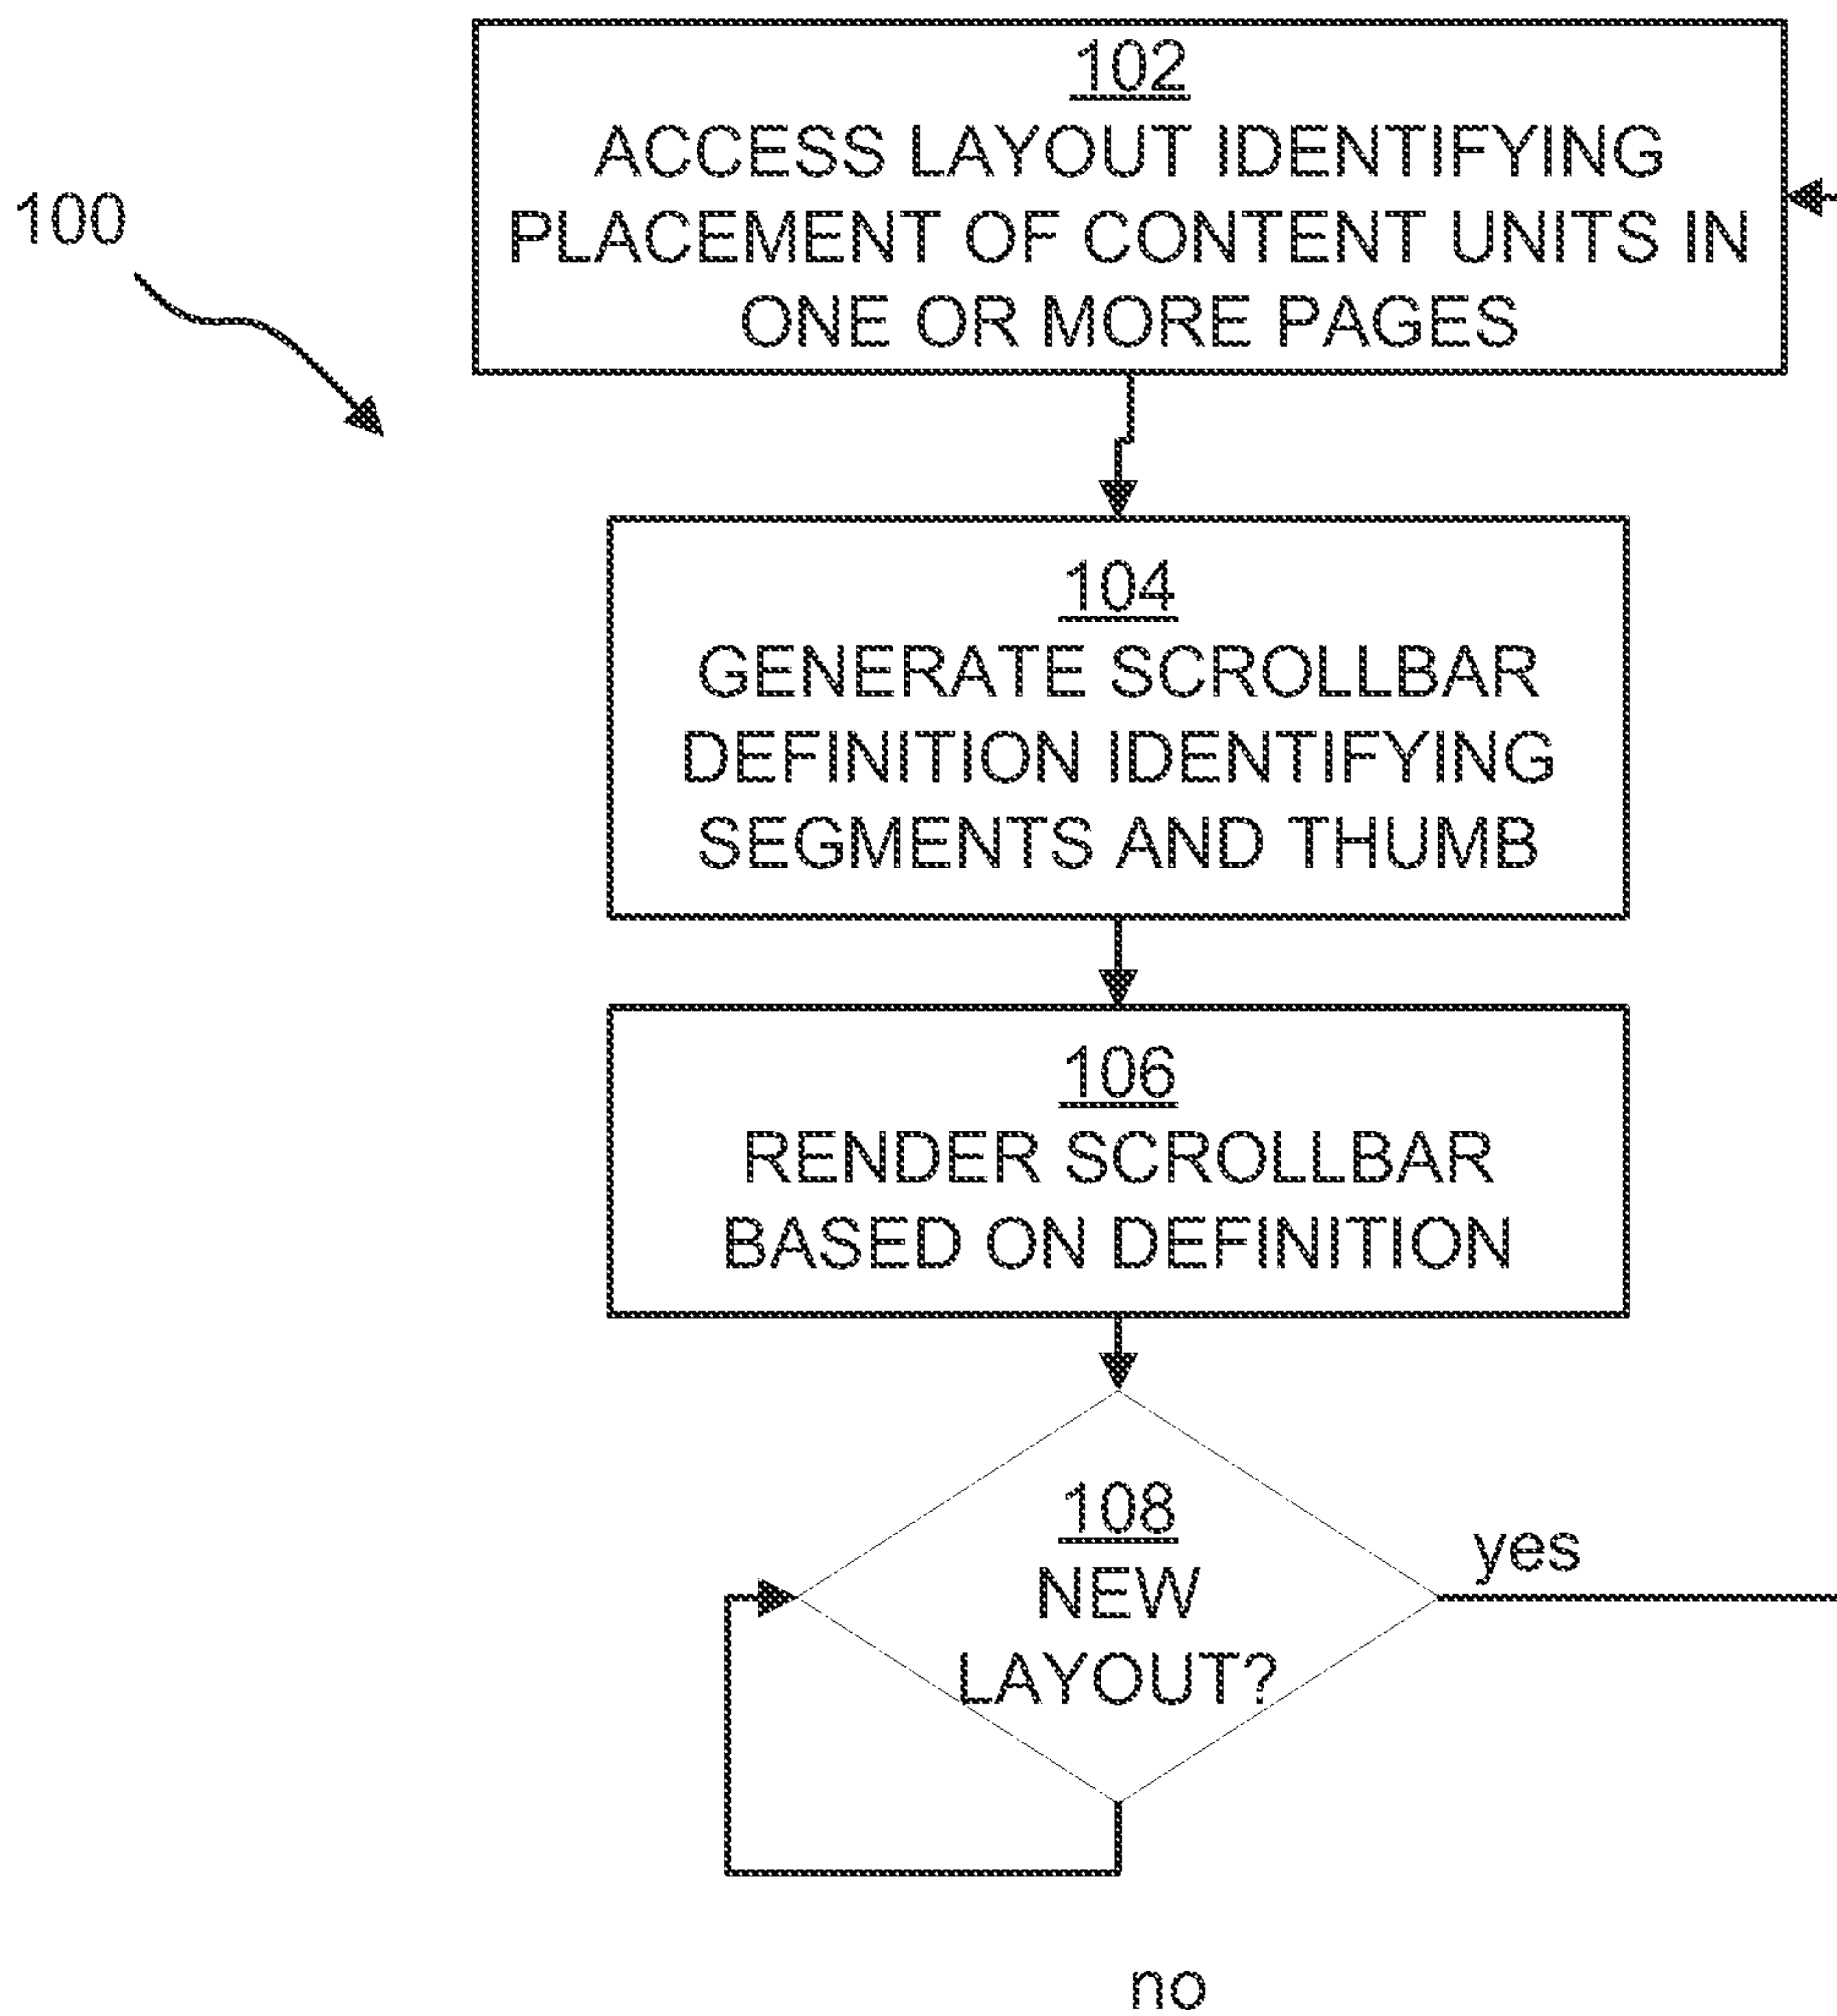 100
102
ACCESS LAYOUT IDENTIFYING
PLACEMENT OF CONTENT UNITS IN
ONE OR MORE PAGES
104
GENERATE SCROLLBAR
DEFINITION IDENTIFYING
SEGMENTS AND THUMB
106
RENDER SCROLLBAR
BASED ON DEFINITION
108
NEW
LAYOUT?
yes
no